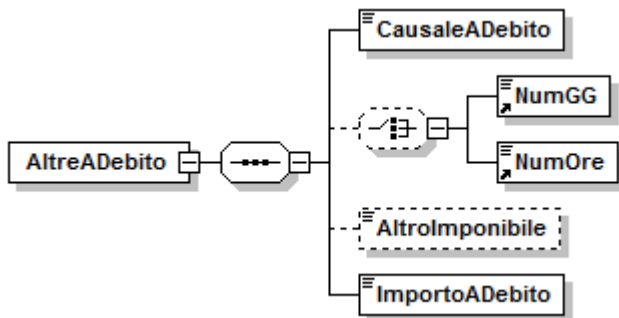 CausaleADebito
NumGG
AltreADebito
NumOre
AltroImponibile
ImportoADebito